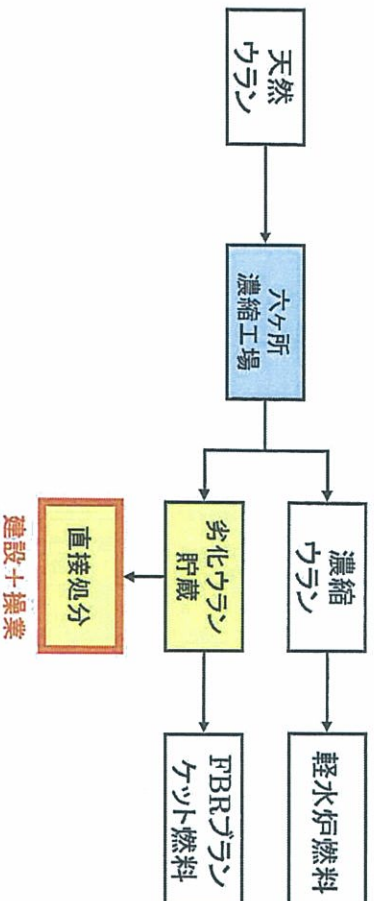 天然
ウラン
六ヶ所
濃縮工場
濃縮
ウラン
軽水炉燃料
劣化ウラン
貯蔵
FBRブラン
ケット燃料
直接処分
建設＋操業